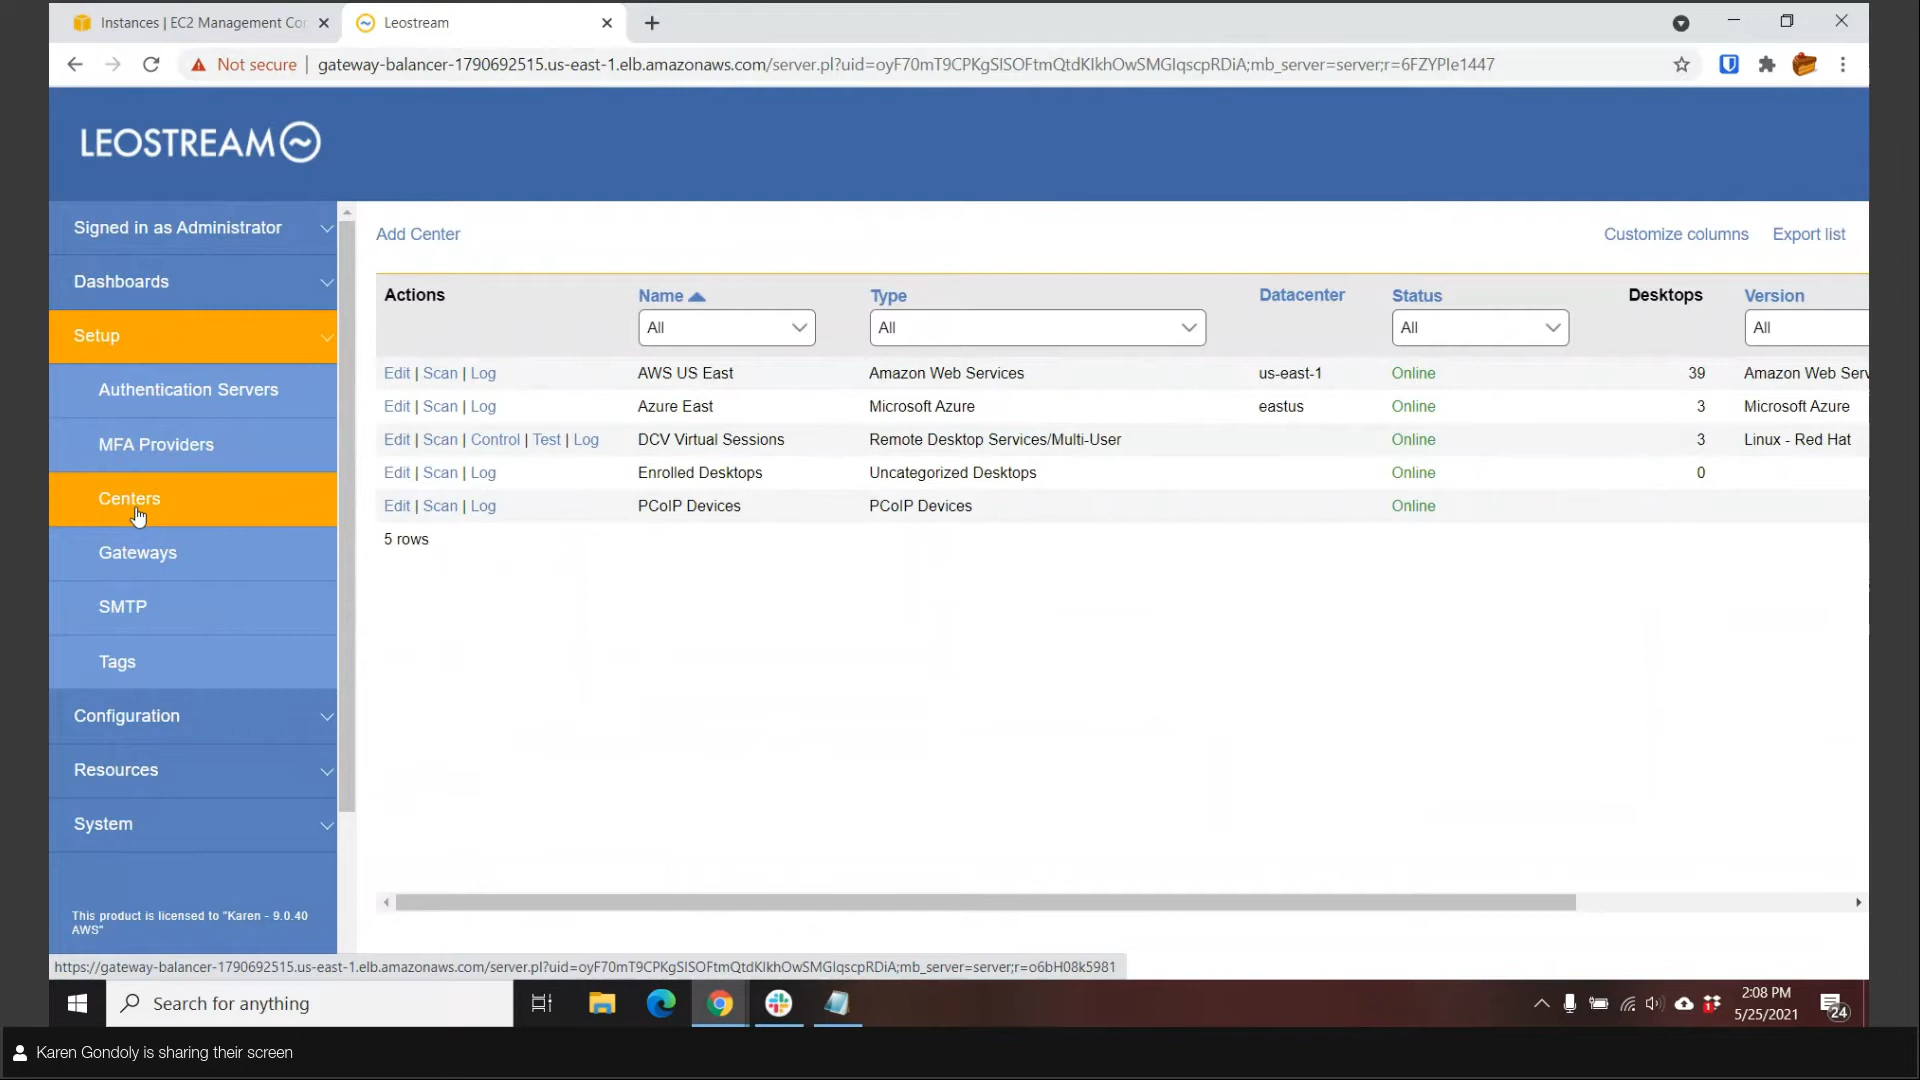 Instances | EC2 Management Co
Leostream
Not secure | gateway-balancer-1790692515.us-east-1.elb.amazonaws.com/server.pl?uid=oyF70mT9CPKgSISOFtmQtdKIkhOwSMGIqscpRDiA;mb_server=server;r=6FZYPIe1447
LEOSTREAM
Signed in as Administrator
Dashboards
Setup
Authentication Servers
MFA Providers
Centers
Gateways
SMTP
Tags
Configuration
Resources
System
This product is licensed to "Karen - 9.0.40
AWS"
Add Center
Customize columns Export list
Actions Name Type Datacenter Status Desktops Version
All All All All
Edit | Scan | Log AWS US East Amazon Web Services us-east-1 Online 39 Amazon Web Serv
Edit | Scan | Log Azure East Microsoft Azure eastus Online 3 Microsoft Azure
Edit | Scan | Control | Test | Log DCV Virtual Sessions Remote Desktop Services/Multi-User Online 3 Linux - Red Hat
Edit | Scan | Log Enrolled Desktops Uncategorized Desktops Online 0
Edit | Scan | Log PCoIP Devices PCoIP Devices Online
5 rows
https://gateway-balancer-1790692515.us-east-1.elb.amazonaws.com/server.pl?uid=oyF70mT9CPKgSISOFtmQtdKIkhOwSMGIqscpRDiA;mb_server=server;r=o6bH08k5981
Search for anything
2:08 PM
5/25/2021
24
Karen Gondoly is sharing their screen